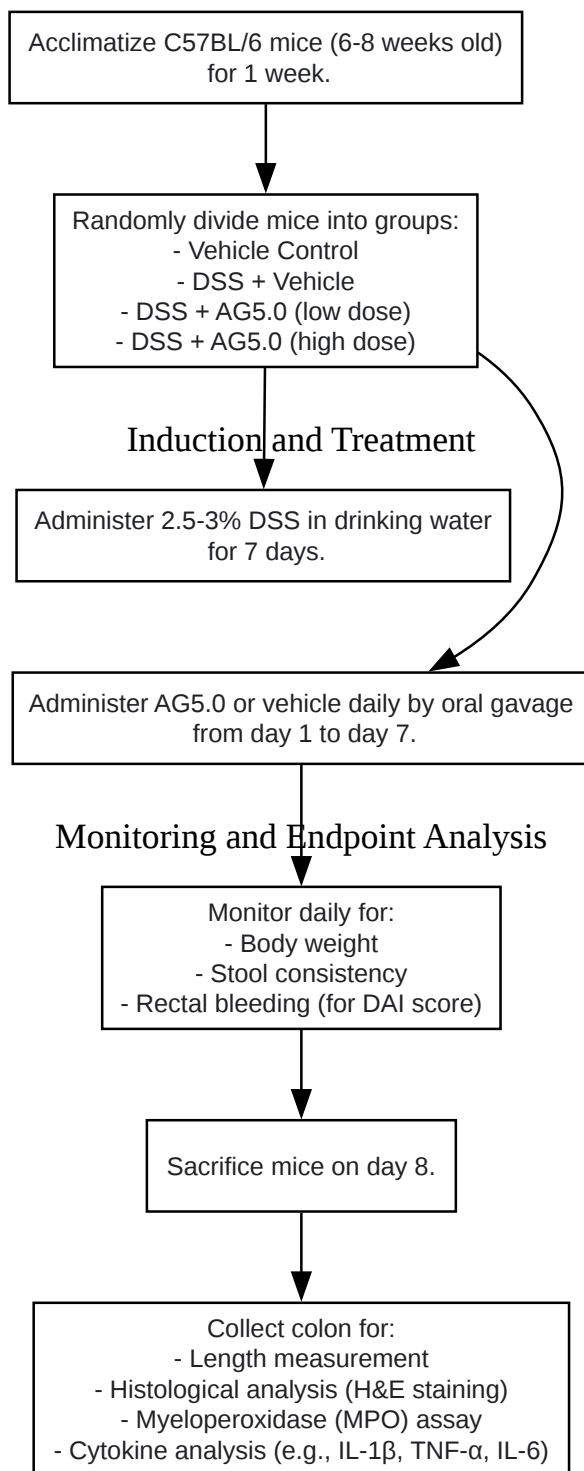 Acclimatize C57BL/6 mice (6-8 weeks old)
for 1 week.
Randomly divide mice into groups:
- Vehicle Control
- DSS + Vehicle
- DSS + AG5.0 (low dose)
- DSS + AG5.0 (high dose)
Induction and Treatment
Administer 2.5-3% DSS in drinking water
for 7 days.
Administer AG5.0 or vehicle daily by oral gavage
from day 1 to day 7.
Monitoring and Endpoint Analysis
Monitor daily for:
- Body weight
- Stool consistency
- Rectal bleeding (for DAI score)
Sacrifice mice on day 8.
Collect colon for:
- Length measurement
- Histological analysis (H&E staining)
- Myeloperoxidase (MPO) assay
- Cytokine analysis (e.g., IL-1β, TNF-α, IL-6)